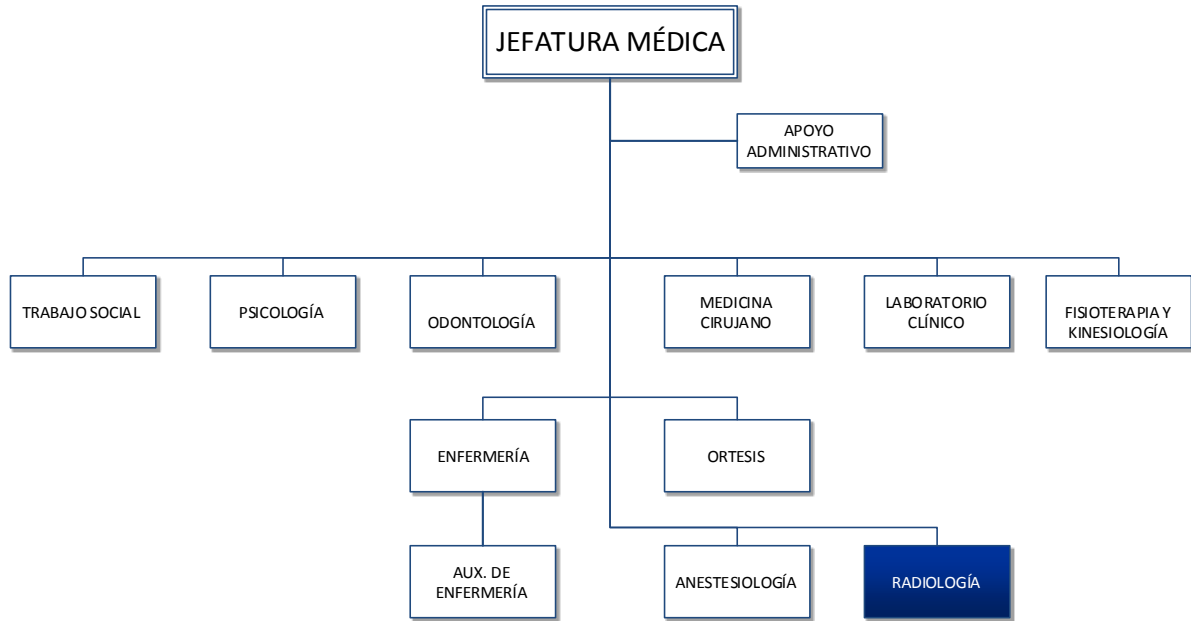 JEFATURA MÉDICA
APOYO
ADMINISTRATIVO
TRABAJO SOCIAL
PSICOLOGÍA
ODONTOLOGÍA
MEDICINA
CIRUJANO
LABORATORIO
CLÍNICO
FISIOTERAPIA Y
KINESIOLOGÍA
ENFERMERÍA
ORTESIS
AUX. DE
ENFERMERÍA
ANESTESIOLOGÍA
RADIOLOGÍA